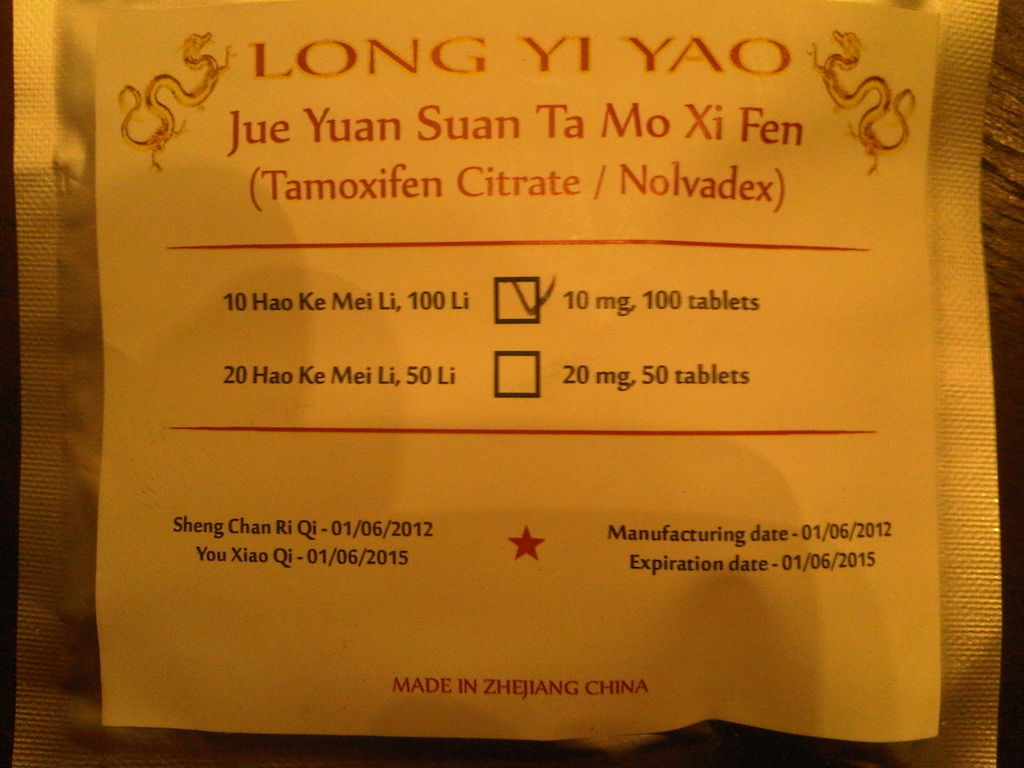 LONG YI YAO
Jue Yuan Suan Ta Mo Xi Fen
(Tamoxifen Citrate / Nolvadex)
10 Hao Ke Mei Li, 100 Li 10 mg, 100 tablets
20 Hao Ke Mei Li, 50 Li 20 mg, 50 tablets
Sheng Chan Ri Qi - 01/06/2012 Manufacturing date - 01/06/2012
You Xiao Qi - 01/06/2015 Expiration date - 01/06/2015
MADE IN ZHEJIANG CHINA